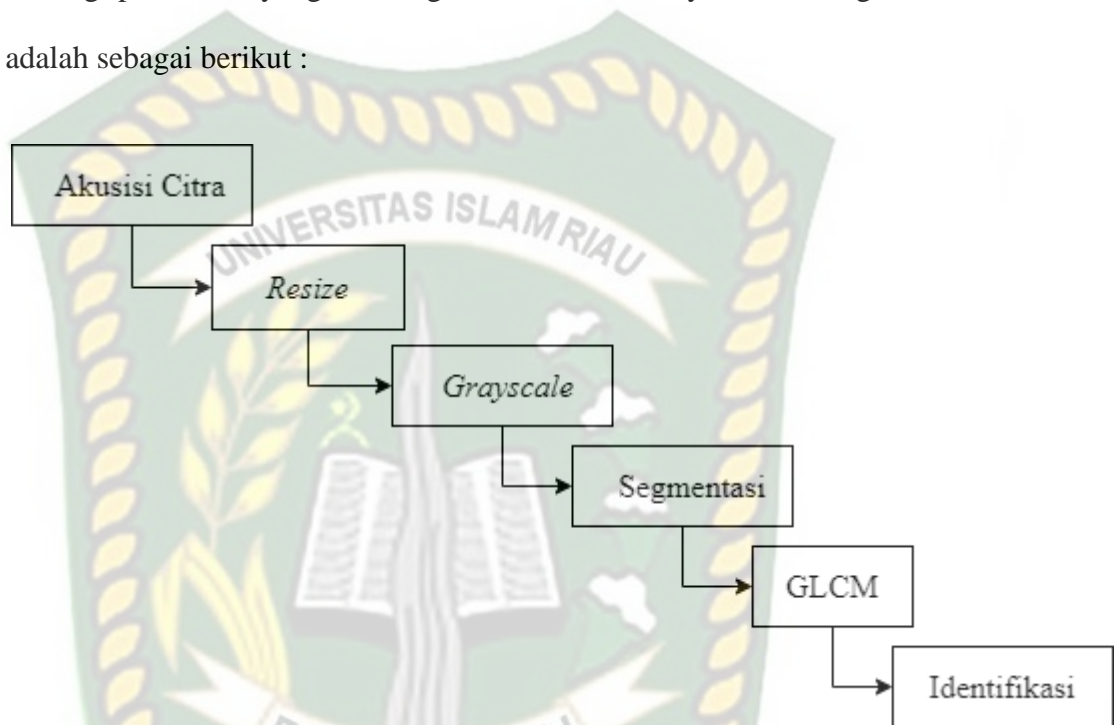 adalah sebagai berikut :
Akusisi Citra
UNIVERSITAS ISLAM RIAU
Resize
Grayscale
Segmentasi
GLCM
Identifikasi